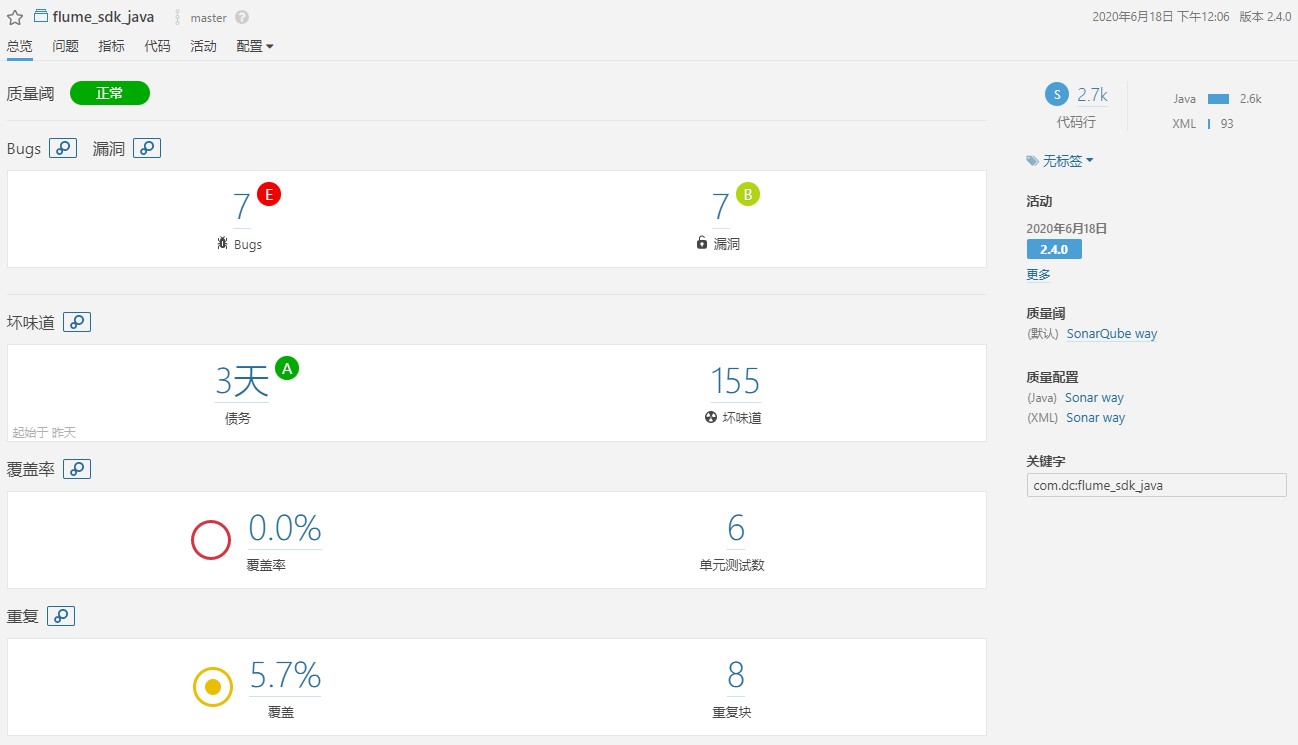 flume_sdk_java master ? 2020年6月18日 下午12:06 版本 2.4.0
总览 问题 指标 代码 活动 配置
质量阈 正常
Bugs 漏洞
7 E
Bugs
7 B
漏洞
坏味道
3天 A
债务
起始于 昨天
155
坏味道
覆盖率
0.0%
覆盖率
6
单元测试数
重复
5.7%
覆盖
8
重复块
S 2.7k
代码行
Java 2.6k
XML 93
无标签
活动
2020年6月18日
2.4.0
更多
质量阈
(默认) SonarQube way
质量配置
(Java) Sonar way
(XML) Sonar way
关键字
com.dc:flume_sdk_java